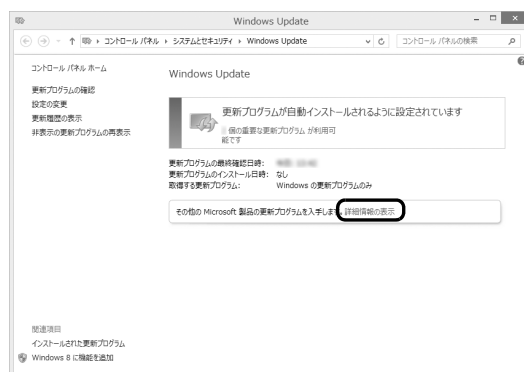 Windows Update
コントロール パネル ▸ システムとセキュリティ ▸ Windows Update
コントロール パネルの検索
コントロール パネル ホーム
更新プログラムの確認
設定の変更
更新履歴の表示
非表示の更新プログラムの再表示
Windows Update
更新プログラムが自動インストールされるように設定されています
個の重要な更新プログラム が利用可
能です
更新プログラムの最終確認日時:
更新プログラムのインストール日時: なし
取得する更新プログラム: Windows の更新プログラムのみ
その他の Microsoft 製品の更新プログラムを入手します。詳細情報の表示
関連項目
インストールされた更新プログラム
Windows 8 に機能を追加